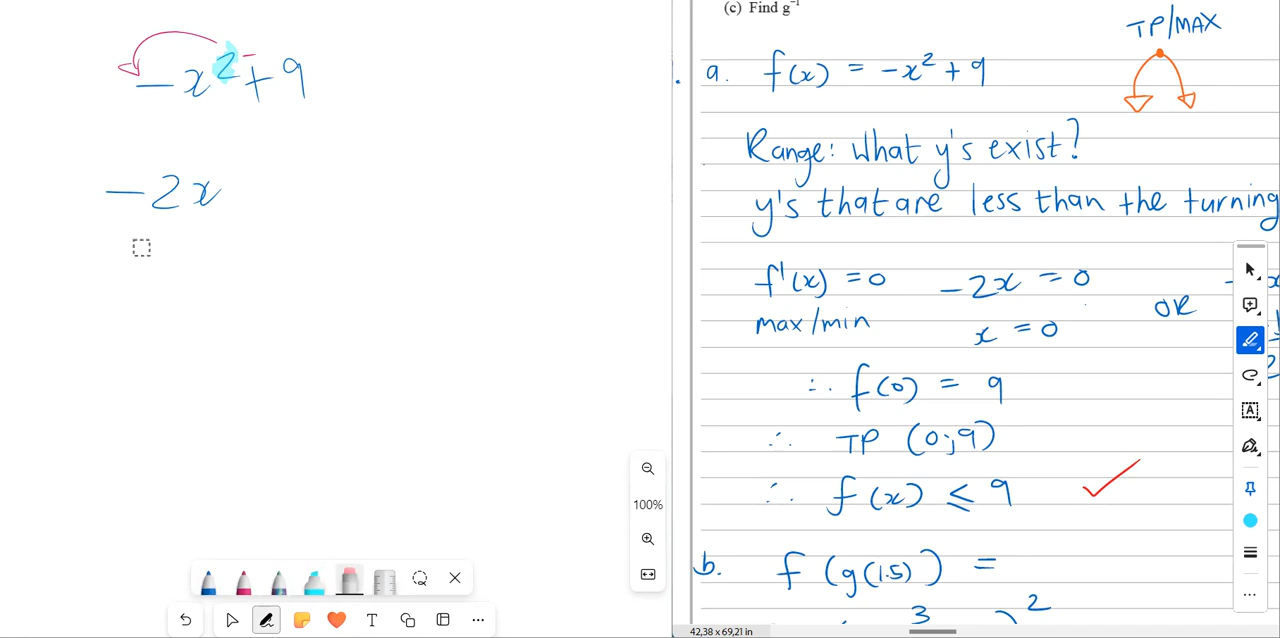 -x²⁻+9
-2x
100%
(c) Find g⁻¹
TP/MAX
a. f(x) = -x² + 9
Range: What y's exist?
y's that are less than the turning
f'(x) = 0 -2x = 0
OR
max/min x = 0
∴ f(0) = 9
∴ TP (0;9)
∴ f(x) ≤ 9
b. f(g(1.5)) =
3 )²
42,38 x 69,21 in